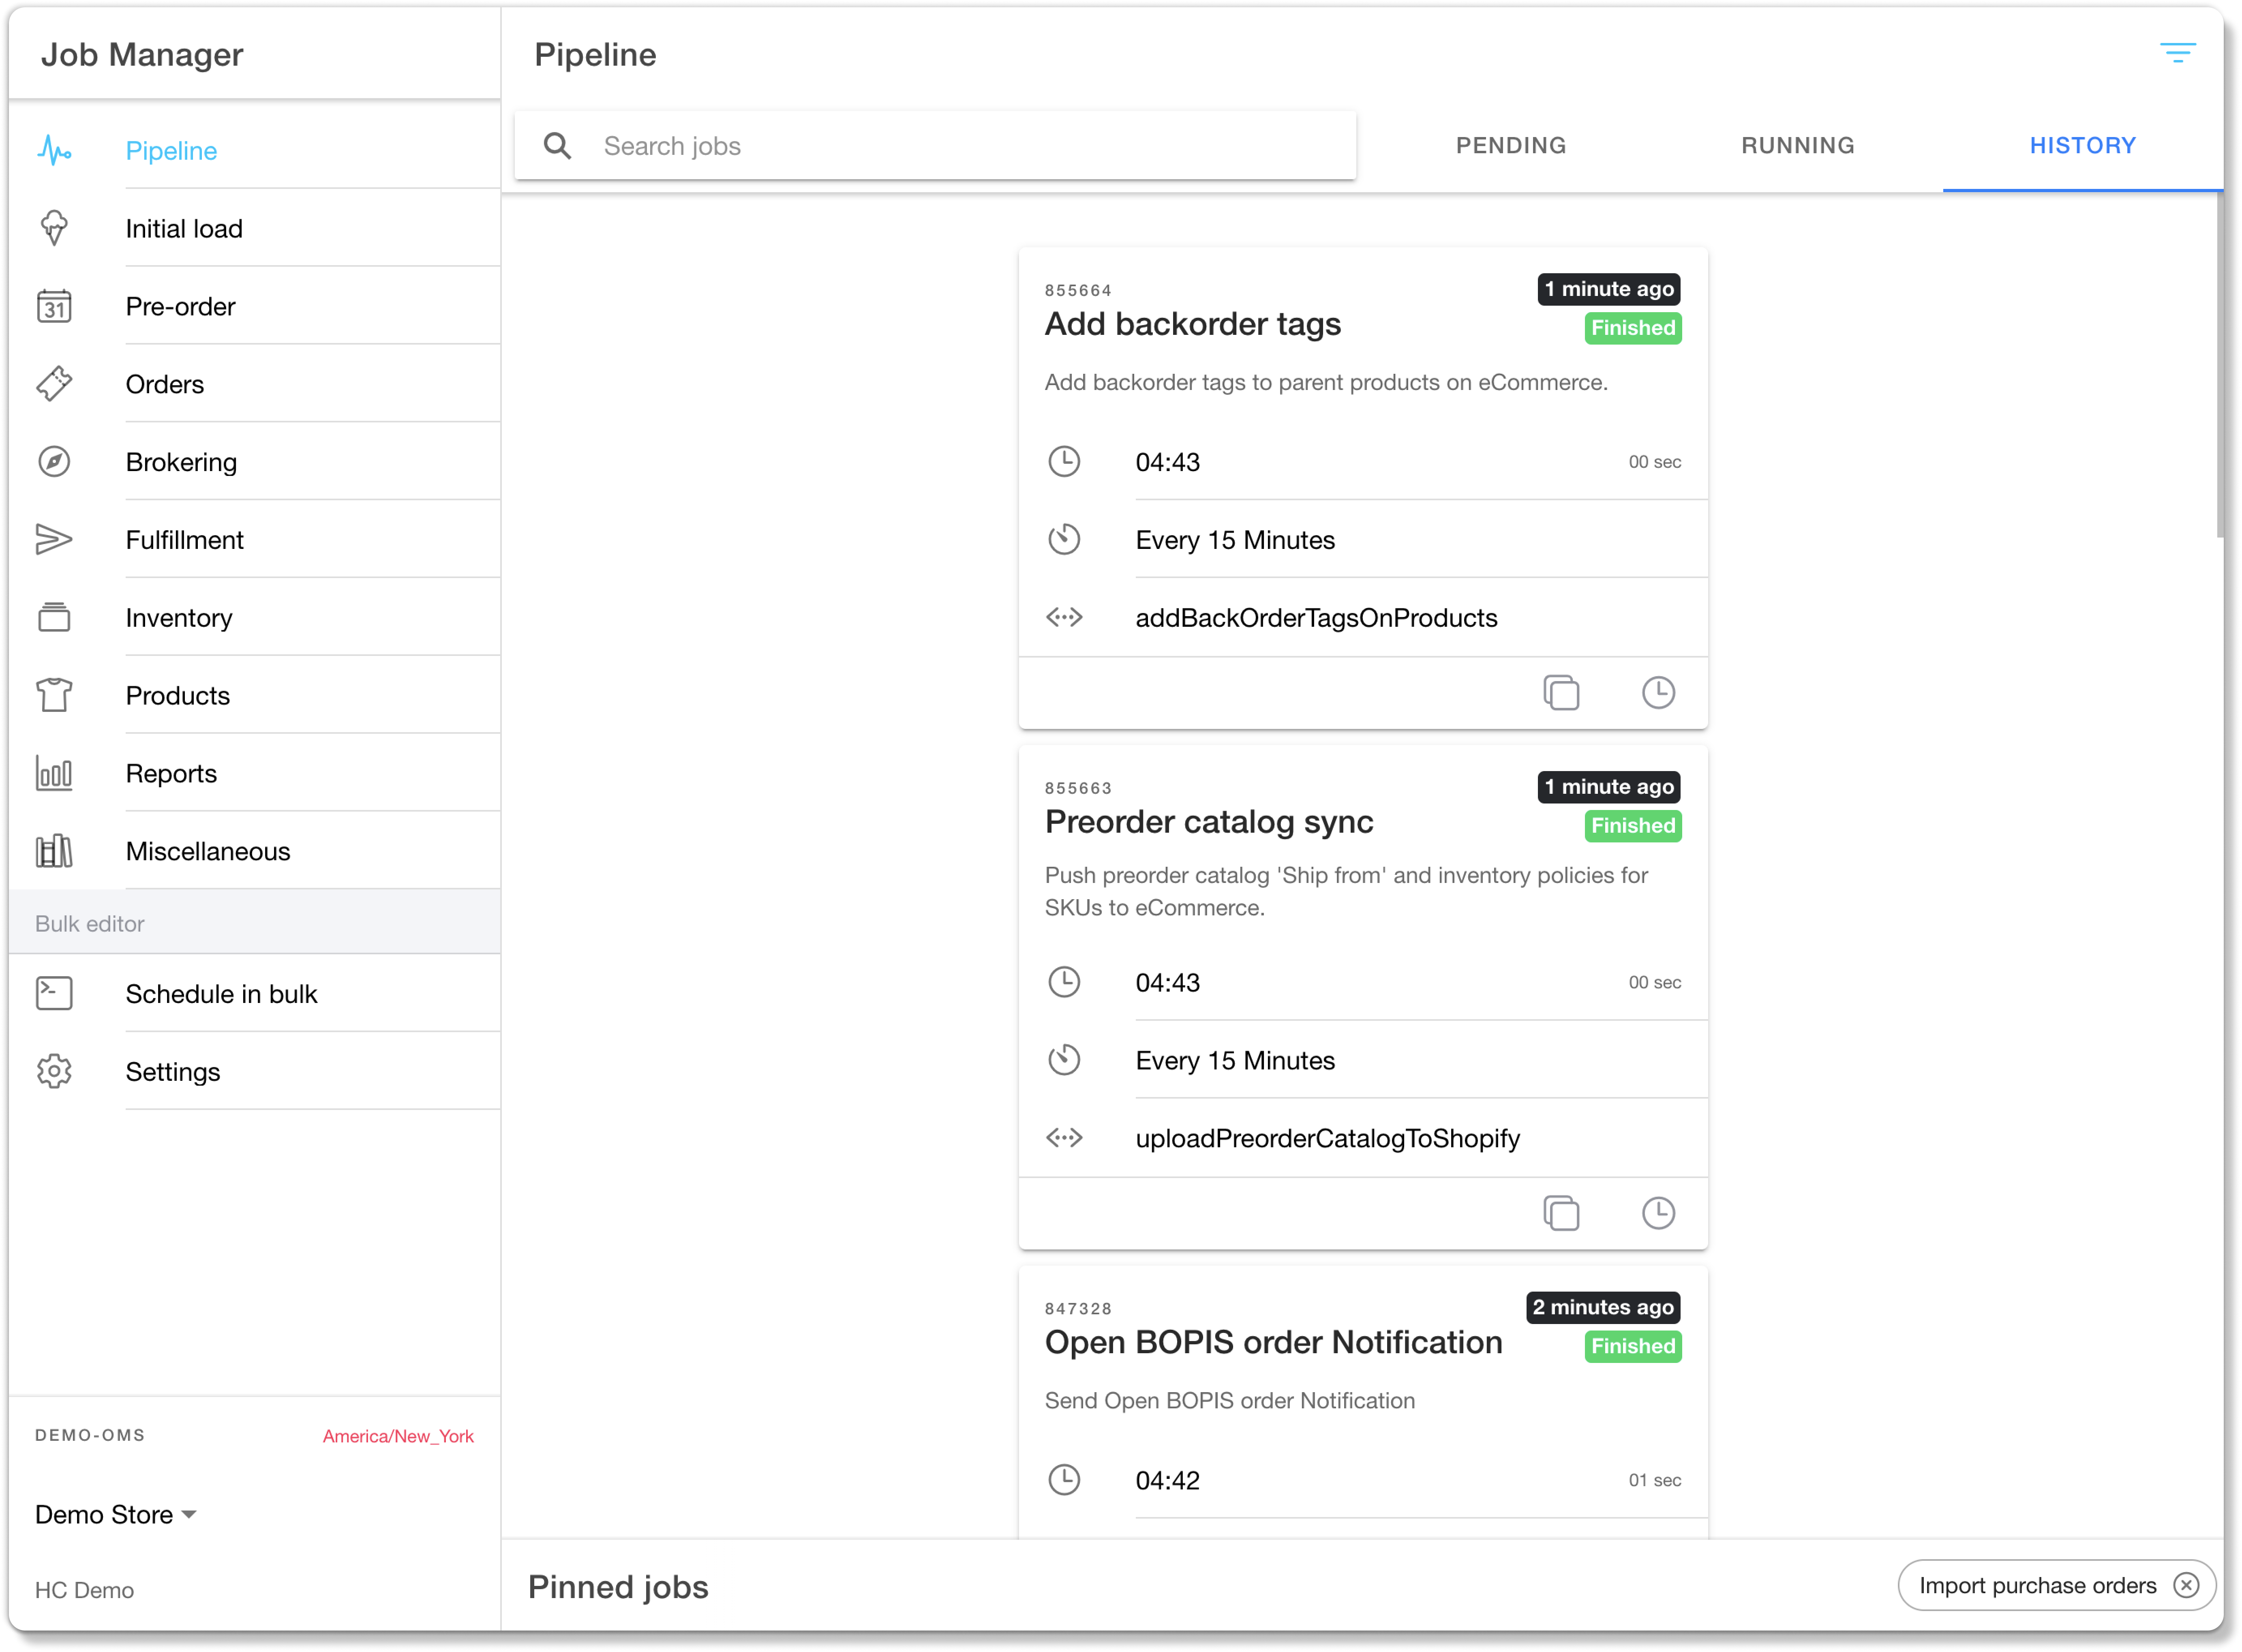 Job Manager
Pipeline
Initial load
31
Pre-order
Orders
Brokering
Fulfillment
Inventory
Products
Reports
Miscellaneous
Bulk editor
Schedule in bulk
Settings
DEMO-OMS
America/New_York
Demo Store
HC Demo
Pipeline
Search jobs
PENDING
RUNNING
HISTORY
855664
1 minute ago
Add backorder tags
Finished
Add backorder tags to parent products on eCommerce.
04:43
00 sec
Every 15 Minutes
addBackOrderTagsOnProducts
855663
1 minute ago
Preorder catalog sync
Finished
Push preorder catalog 'Ship from' and inventory policies for
SKUs to eCommerce.
04:43
00 sec
Every 15 Minutes
uploadPreorderCatalogToShopify
847328
2 minutes ago
Open BOPIS order Notification
Finished
Send Open BOPIS order Notification
04:42
01 sec
Pinned jobs
Import purchase orders